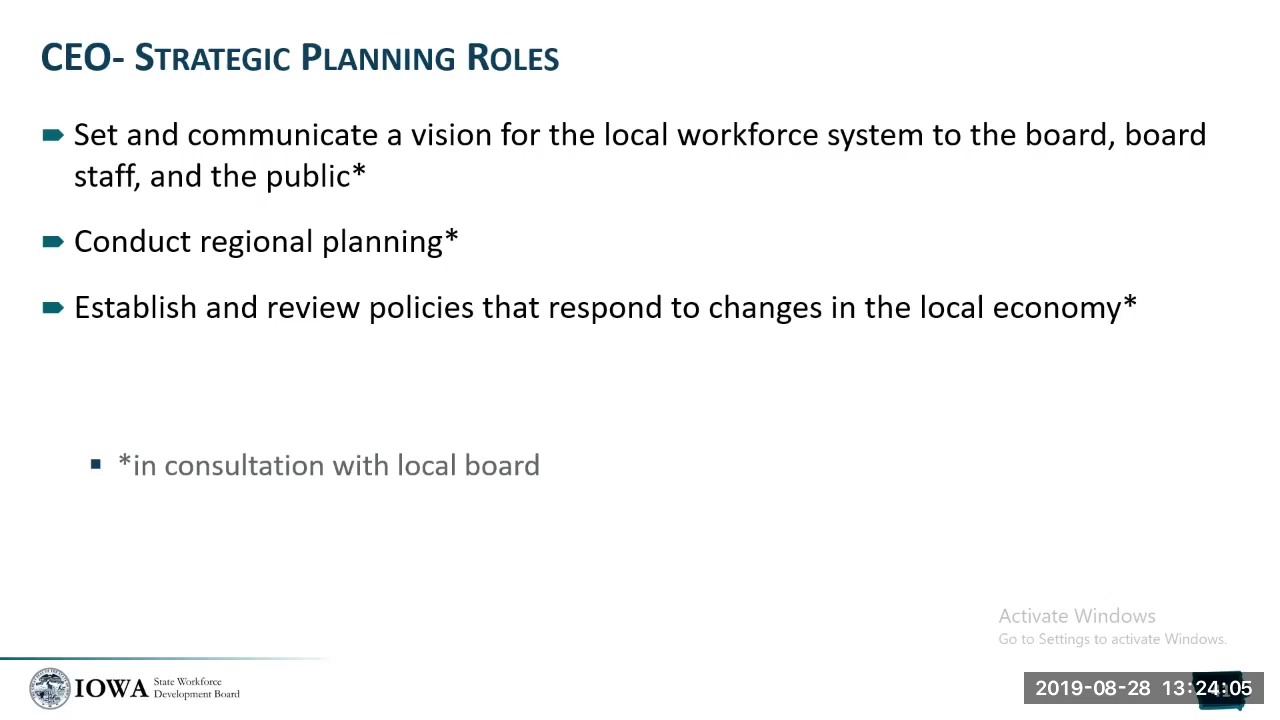 CEO- STRATEGIC PLANNING ROLES
Set and communicate a vision for the local workforce system to the board, board
staff, and the public*
Conduct regional planning*
Establish and review policies that respond to changes in the local economy*
*in consultation with local board
Activate Windows
Go to Settings to activate Windows.
IOWA State Workforce
Development Board
2019-08-28 13:24:05